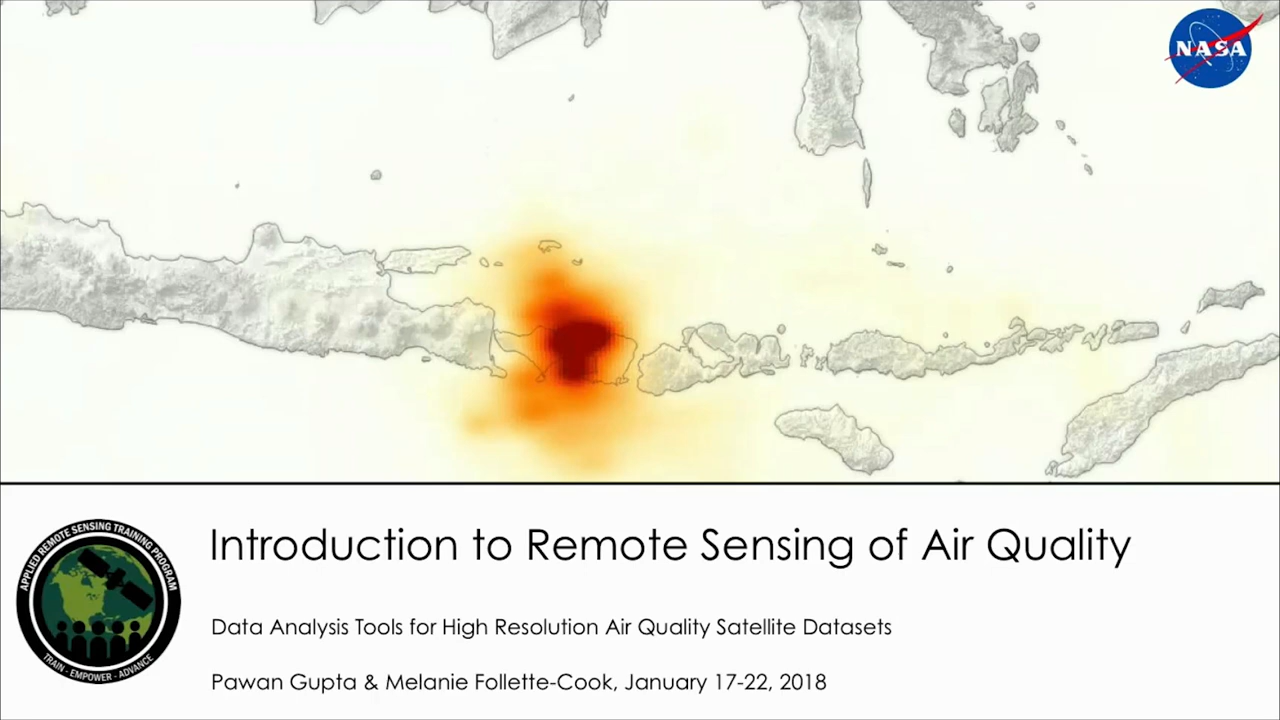 NASA
Introduction to Remote Sensing of Air Quality
APPLIED REMOTE SENSING TRAINING PROGRAM
TRAIN - EMPOWER - ADVANCE
Data Analysis Tools for High Resolution Air Quality Satellite Datasets
Pawan Gupta & Melanie Follette-Cook, January 17-22, 2018